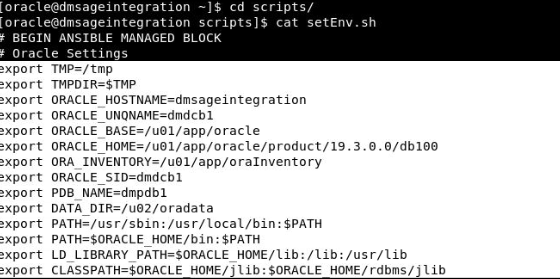 [oracle@dmsageintegration ~]$ cd scripts/
[oracle@dmsageintegration scripts]$ cat setEnv.sh
# BEGIN ANSIBLE MANAGED BLOCK
# Oracle Settings
export TMP=/tmp
export TMPDIR=$TMP
export ORACLE_HOSTNAME=dmsageintegration
export ORACLE_UNQNAME=dmdcb1
export ORACLE_BASE=/u01/app/oracle
export ORACLE_HOME=/u01/app/oracle/product/19.3.0.0/db100
export ORA_INVENTORY=/u01/app/oraInventory
export ORACLE_SID=dmdcb1
export PDB_NAME=dmpdb1
export DATA_DIR=/u02/oradata
export PATH=/usr/sbin:/usr/local/bin:$PATH
export PATH=$ORACLE_HOME/bin:$PATH
export LD_LIBRARY_PATH=$ORACLE_HOME/lib:/lib:/usr/lib
export CLASSPATH=$ORACLE_HOME/jlib:$ORACLE_HOME/rdbms/jlib